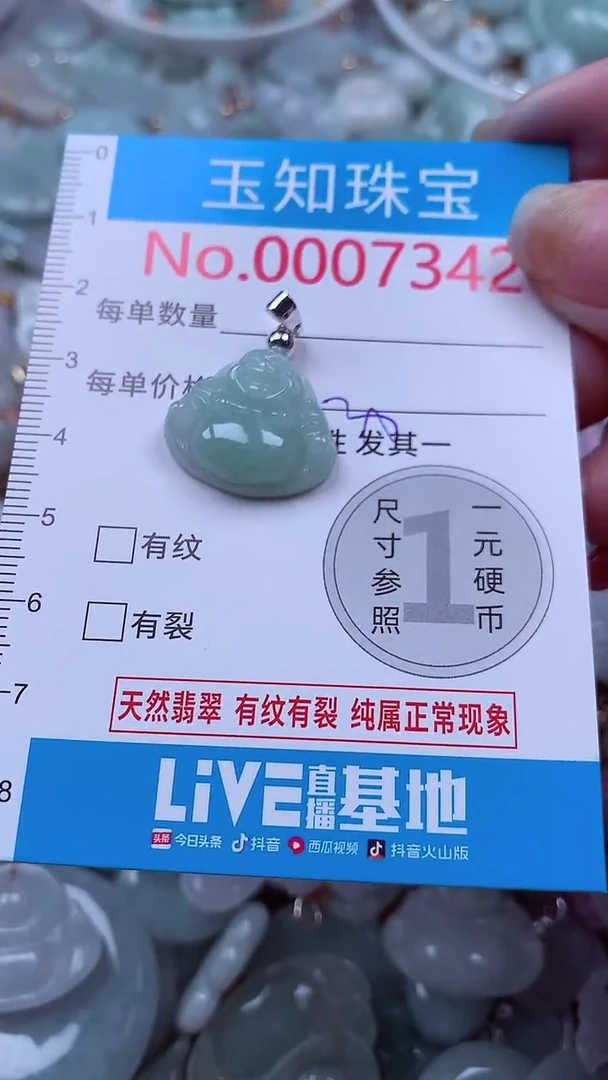 玉知珠宝
No.0007342
每单数量
每单价格
发其一
有纹
有裂
尺寸参照
1
一元硬币
天然翡翠 有纹有裂 纯属正常现象
LiVE直播基地
头条 今日头条 抖音 西瓜视频 抖音火山版
0
1
2
3
4
5
6
7
8